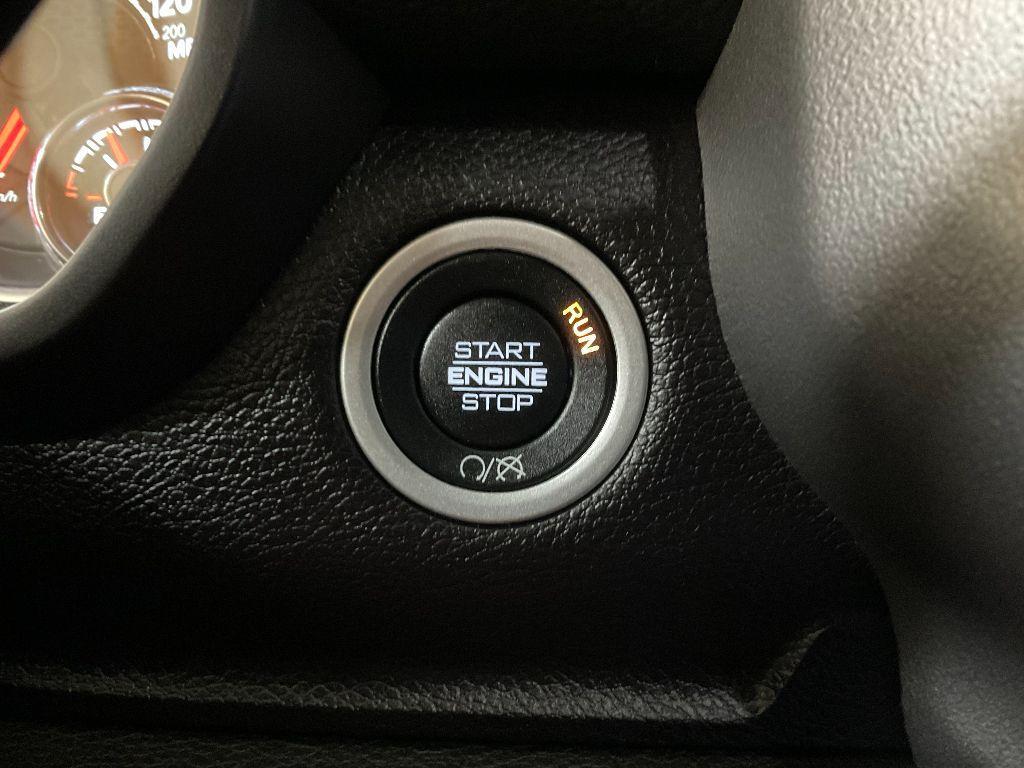 120
200
RUN
START
ENGINE
STOP